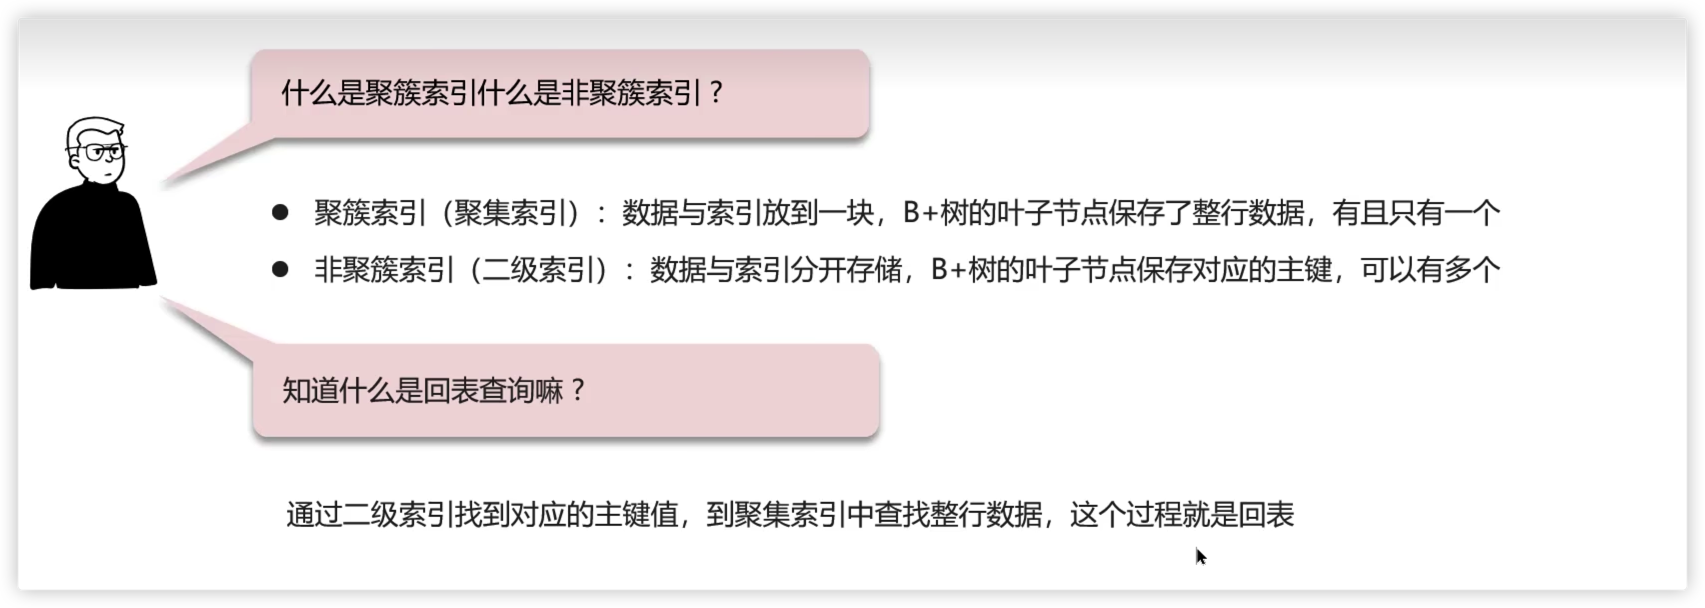 什么是聚簇索引什么是非聚簇索引？
● 聚簇索引（聚集索引）：数据与索引放到一块，B+树的叶子节点保存了整行数据，有且只有一个
● 非聚簇索引（二级索引）：数据与索引分开存储，B+树的叶子节点保存对应的主键，可以有多个
知道什么是回表查询嘛？
通过二级索引找到对应的主键值，到聚集索引中查找整行数据，这个过程就是回表